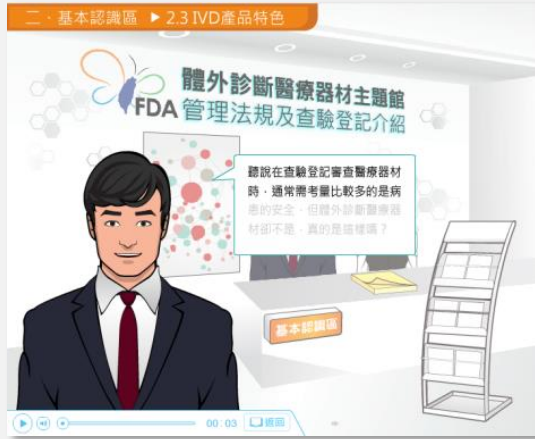 二、基本認識區 ▶ 2.3 IVD產品特色
體外診斷醫療器材主題館
FDA 管理法規及查驗登記介紹
聽說在查驗登記審查醫療器材
時，通常需考量比較多的是病
患的安全，但體外診斷醫療器
材卻不是，真的是這樣嗎？
基本認識區
00:03 返回